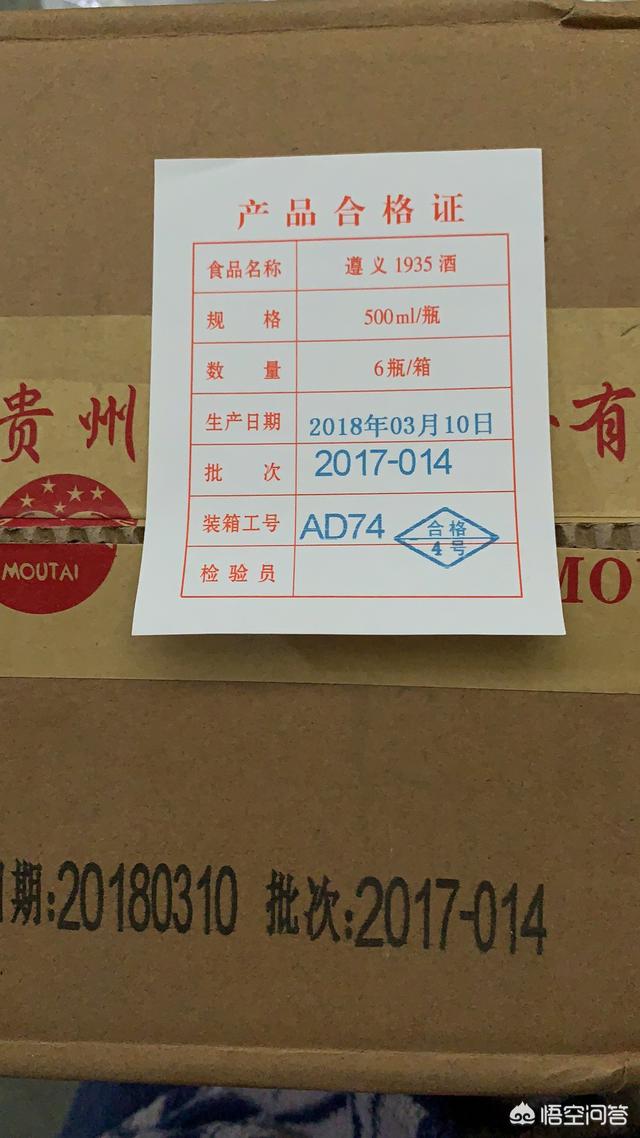 产品合格证
食品名称 遵义1935酒
规 格 500ml/瓶
数 量 6瓶/箱
生产日期 2018年03月10日
批 次 2017-014
装箱工号 AD74 合格
4号
检验员
贵州 有
MOUTAI MO
期:20180310 批次:2017-014
悟空问答